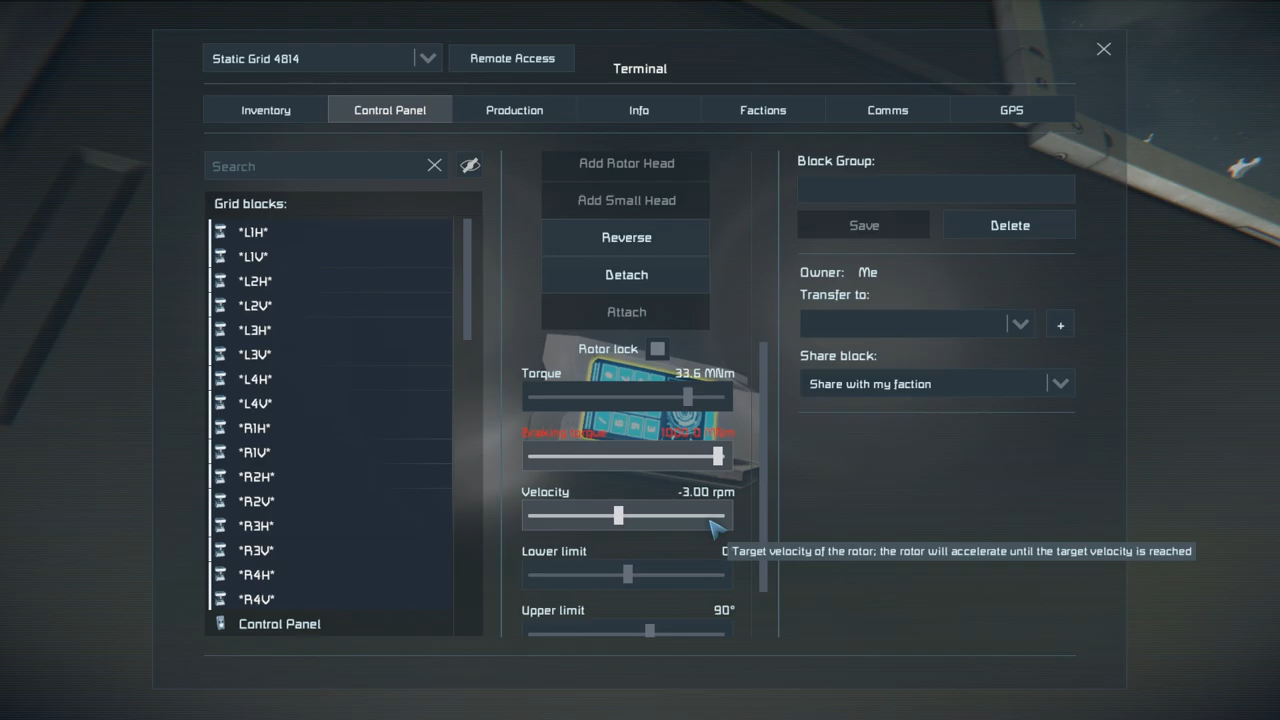 Static Grid 4814
Remote Access
Terminal
Inventory
Control Panel
Production
Info
Factions
Comms
GPS
Search
Grid blocks:
*L1H*
*L1V*
*L2H*
*L2V*
*L3H*
*L3V*
*L4H*
*L4V*
*R1H*
*R1V*
*R2H*
*R2V*
*R3H*
*R3V*
*R4H*
*R4V*
Control Panel
Add Rotor Head
Add Small Head
Reverse
Detach
Attach
Rotor lock
Torque 33.6 MNm
Braking torque
Velocity -3.00 rpm
Target velocity of the rotor; the rotor will accelerate until the target velocity is reached
Lower limit
Upper limit 90°
Block Group:
Save
Delete
Owner: Me
Transfer to:
+
Share block:
Share with my faction